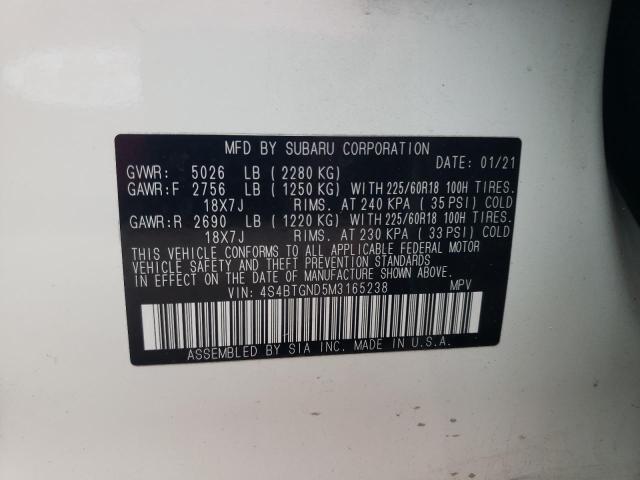 MFD BY SUBARU CORPORATION
GVWR: 5026 LB (2280 KG) DATE: 01/21
GAWR:F 2756 LB (1250 KG) WITH 225/60R18 100H TIRES.
18X7J RIMS. AT 240 KPA (35 PSI) COLD
GAWR:R 2690 LB (1220 KG) WITH 225/60R18 100H TIRES.
18X7J RIMS. AT 230 KPA (33 PSI) COLD
THIS VEHICLE CONFORMS TO ALL APPLICABLE FEDERAL MOTOR
VEHICLE SAFETY AND THEFT PREVENTION STANDARDS
IN EFFECT ON THE DATE OF MANUFACTURE SHOWN ABOVE.
VIN: 4S4BTGND5M3165238 MPV
ASSEMBLED BY SIA INC. MADE IN U.S.A.